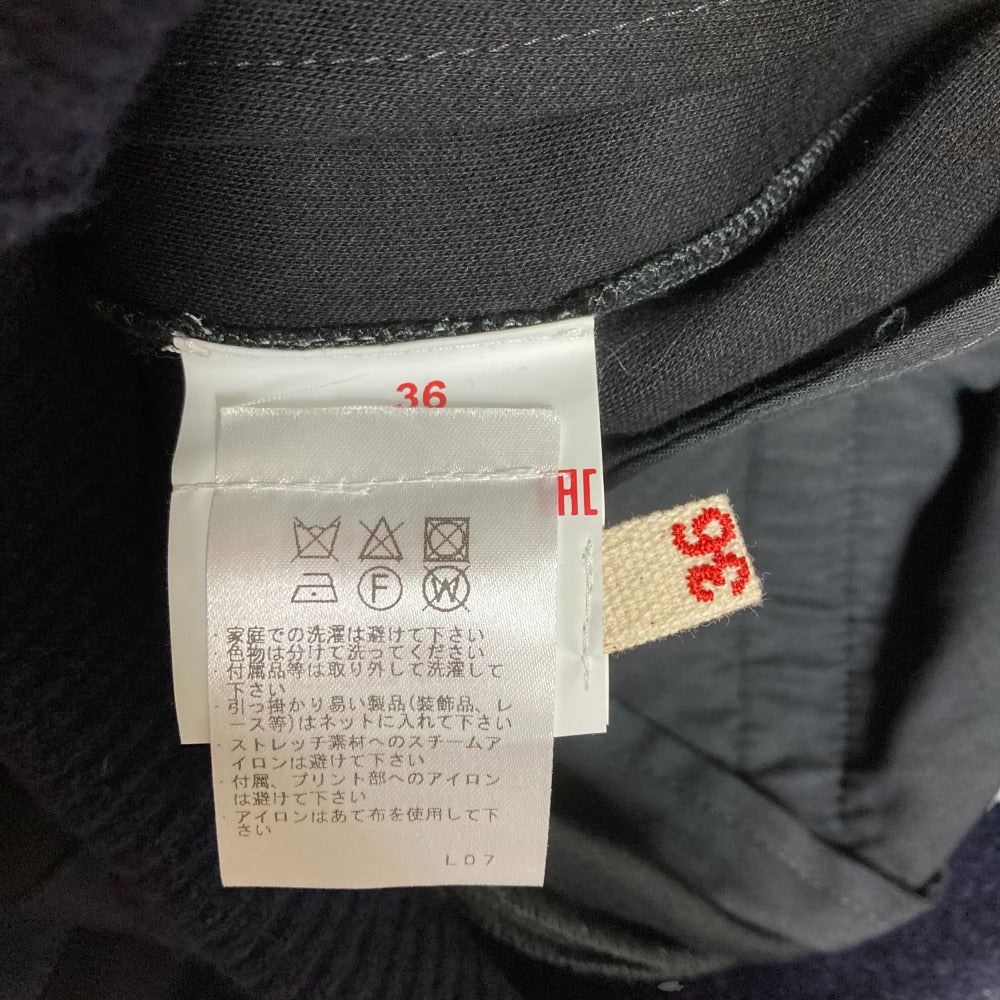 36
HC
36
F
W
・家庭での洗濯は避けて下さい
色物は分けて洗ってください
付属品等は取り外して洗濯して
下さい
・引っ掛かり易い製品(装飾品、レ
ース等)はネットに入れて下さい
・ストレッチ素材へのスチームア
イロンは避けて下さい
・付属、プリント部へのアイロン
は避けて下さい
・アイロンはあて布を使用して下
さい
L07